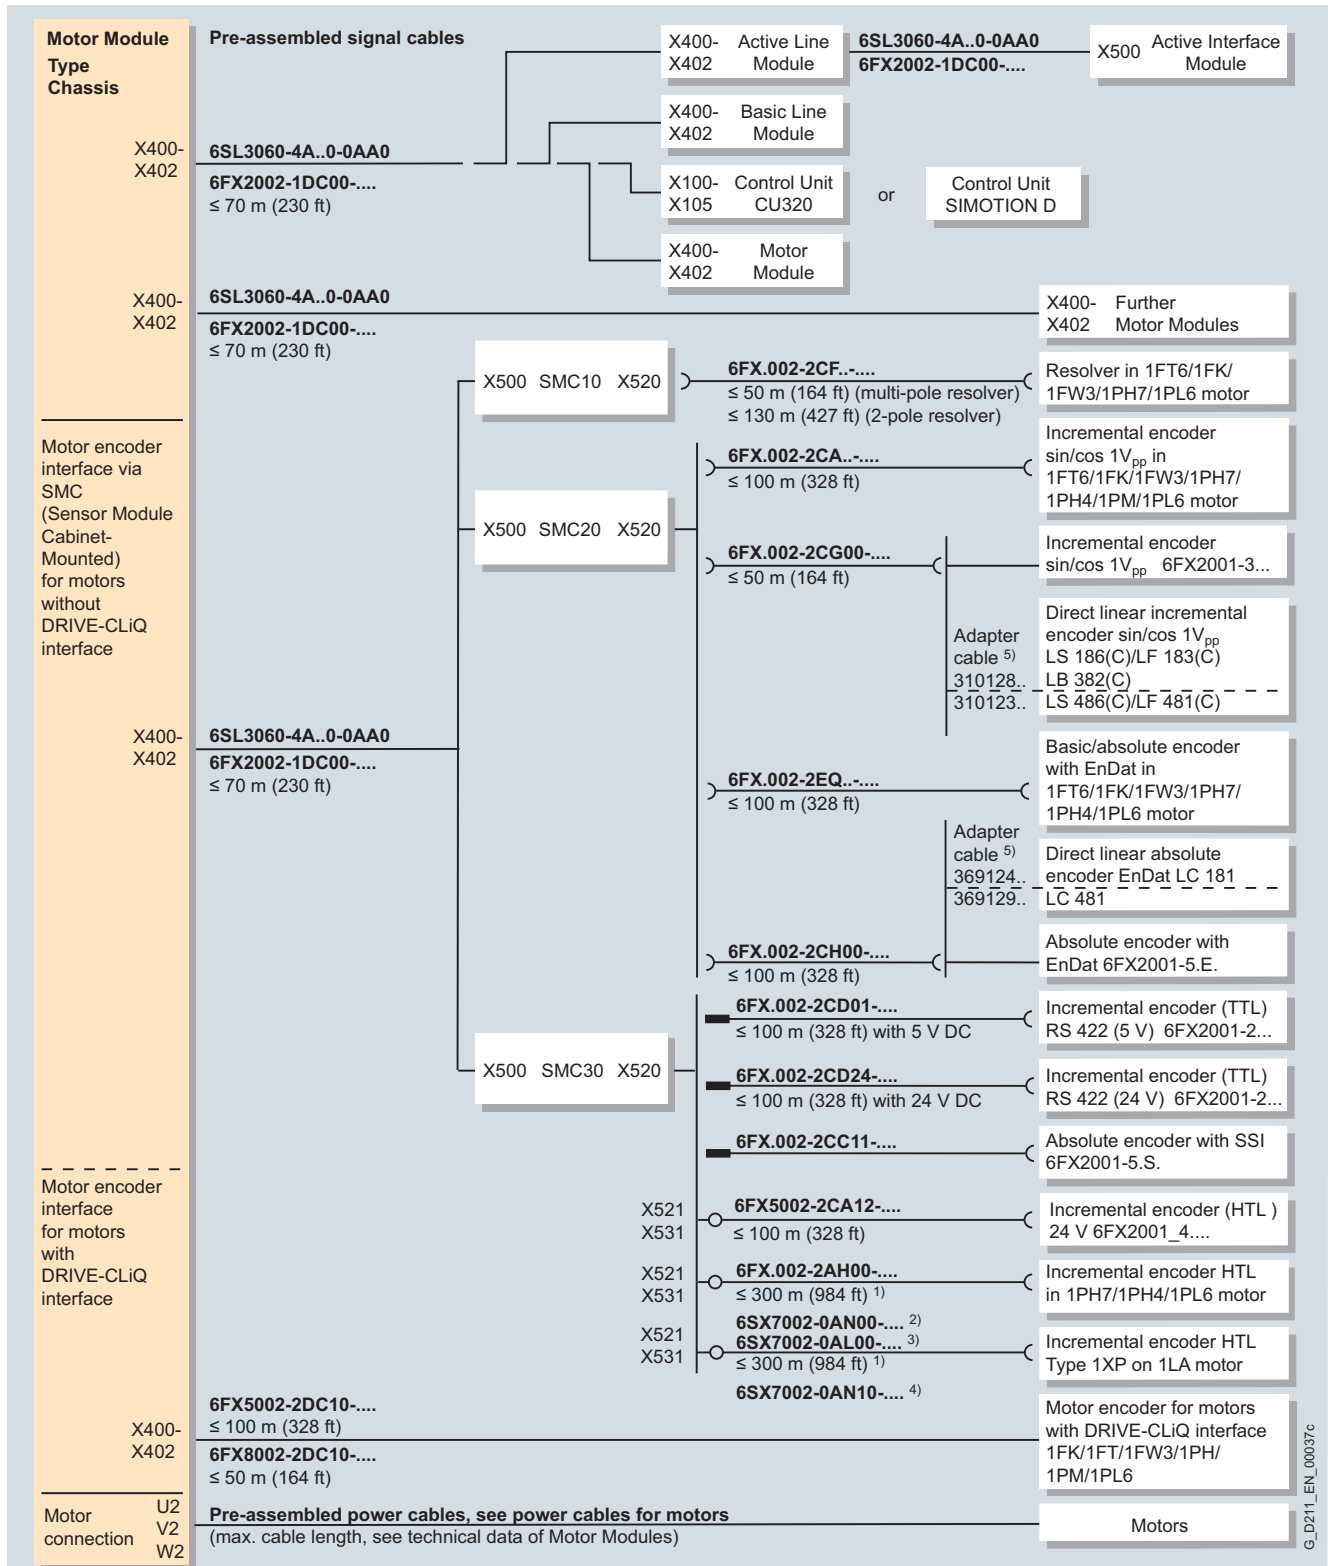 Motor Module
Type
Chassis
Pre-assembled signal cables
X400-
X402
Active Line
Module
6SL3060-4A..0-0AA0
6FX2002-1DC00-....
X500
Active Interface
Module
X400-
X402
Basic Line
Module
X400-
X402
6SL3060-4A..0-0AA0
6FX2002-1DC00-....
≤ 70 m (230 ft)
X100-
X105
Control Unit
CU320
or
Control Unit
SIMOTION D
X400-
X402
Motor
Module
X400-
X402
6SL3060-4A..0-0AA0
6FX2002-1DC00-....
≤ 70 m (230 ft)
X400-
X402
Further
Motor Modules
X500 SMC10 X520
6FX.002-2CF..-....
≤ 50 m (164 ft) (multi-pole resolver)
≤ 130 m (427 ft) (2-pole resolver)
Resolver in 1FT6/1FK/
1FW3/1PH7/1PL6 motor
Motor encoder
interface via
SMC
(Sensor Module
Cabinet-
Mounted)
for motors
without
DRIVE-CLiQ
interface
6FX.002-2CA..-....
≤ 100 m (328 ft)
Incremental encoder
sin/cos 1Vpp in
1FT6/1FK/1FW3/1PH7/
1PH4/1PM/1PL6 motor
X500 SMC20 X520
6FX.002-2CG00-....
≤ 50 m (164 ft)
Incremental encoder
sin/cos 1Vpp 6FX2001-3...
Adapter
cable 5)
310128..
310123..
Direct linear incremental
encoder sin/cos 1Vpp
LS 186(C)/LF 183(C)
LB 382(C)
LS 486(C)/LF 481(C)
X400-
X402
6SL3060-4A..0-0AA0
6FX2002-1DC00-....
≤ 70 m (230 ft)
6FX.002-2EQ..-....
≤ 100 m (328 ft)
Basic/absolute encoder
with EnDat in
1FT6/1FK/1FW3/1PH7/
1PH4/1PL6 motor
Adapter
cable 5)
369124..
369129..
Direct linear absolute
encoder EnDat LC 181
LC 481
6FX.002-2CH00-....
≤ 100 m (328 ft)
Absolute encoder with
EnDat 6FX2001-5.E.
6FX.002-2CD01-....
≤ 100 m (328 ft) with 5 V DC
Incremental encoder (TTL)
RS 422 (5 V) 6FX2001-2...
X500 SMC30 X520
6FX.002-2CD24-....
≤ 100 m (328 ft) with 24 V DC
Incremental encoder (TTL)
RS 422 (24 V) 6FX2001-2...
6FX.002-2CC11-....
Absolute encoder with SSI
6FX2001-5.S.
Motor encoder
interface
for motors
with
DRIVE-CLiQ
interface
X521
X531
6FX5002-2CA12-....
≤ 100 m (328 ft)
Incremental encoder (HTL )
24 V 6FX2001_4....
X521
X531
6FX.002-2AH00-....
≤ 300 m (984 ft) 1)
Incremental encoder HTL
in 1PH7/1PH4/1PL6 motor
X521
X531
6SX7002-0AN00-.... 2)
6SX7002-0AL00-.... 3)
≤ 300 m (984 ft) 1)
6SX7002-0AN10-.... 4)
Incremental encoder HTL
Type 1XP on 1LA motor
X400-
X402
6FX5002-2DC10-....
≤ 100 m (328 ft)
6FX8002-2DC10-....
≤ 50 m (164 ft)
Motor encoder for motors
with DRIVE-CLiQ interface
1FK/1FT/1FW3/1PH/
1PM/1PL6
Motor
connection
U2
V2
W2
Pre-assembled power cables, see power cables for motors
(max. cable length, see technical data of Motor Modules)
Motors
G_D211_EN_00037c